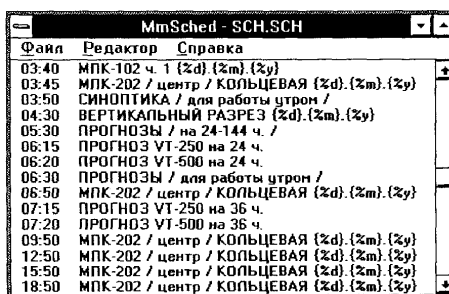 MmSched - SCH.SCH
Файл Редактор Справка
03:40 МПК-102 ч. 1 {%d}.{%m}.{%y}
03:45 МПК-202 / центр / КОЛЬЦЕВАЯ {%d}.{%m}.{%y}
03:50 СИНОПТИКА / для работы утром /
04:30 ВЕРТИКАЛЬНЫЙ РАЗРЕЗ {%d}.{%m}.{%y}
05:30 ПРОГНОЗЫ / на 24-144 ч. /
06:15 ПРОГНОЗ VT-250 на 24 ч.
06:20 ПРОГНОЗ VT-500 на 24 ч.
06:30 ПРОГНОЗЫ / для работы утром /
06:50 МПК-202 / центр / КОЛЬЦЕВАЯ {%d}.{%m}.{%y}
07:15 ПРОГНОЗ VT-250 на 36 ч.
07:20 ПРОГНОЗ VT-500 на 36 ч.
09:50 МПК-202 / центр / КОЛЬЦЕВАЯ {%d}.{%m}.{%y}
12:50 МПК-202 / центр / КОЛЬЦЕВАЯ {%d}.{%m}.{%y}
15:50 МПК-202 / центр / КОЛЬЦЕВАЯ {%d}.{%m}.{%y}
18:50 МПК-202 / центр / КОЛЬЦЕВАЯ {%d}.{%m}.{%y}